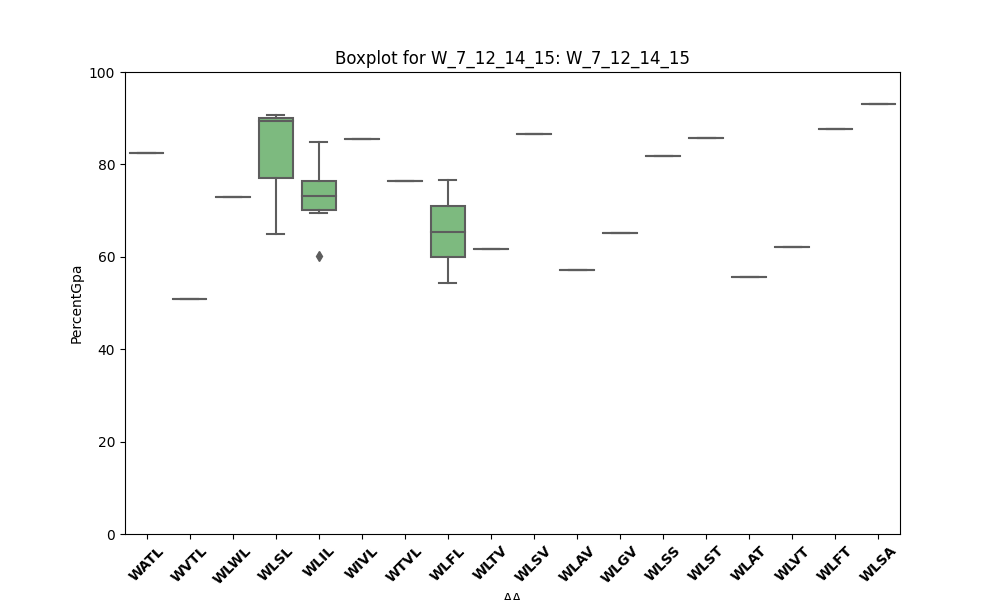 Boxplot for W_7_12_14_15: W_7_12_14_15
100
80
60
40
20
0
PercentGpa
WATL
WVTL
WLWL
WLSL
WLIL
WIVL
WTVL
WLFL
WLTV
WLSV
WLAV
WLGV
WLSS
WLST
WLAT
WLVT
WLFT
WLSA
AA